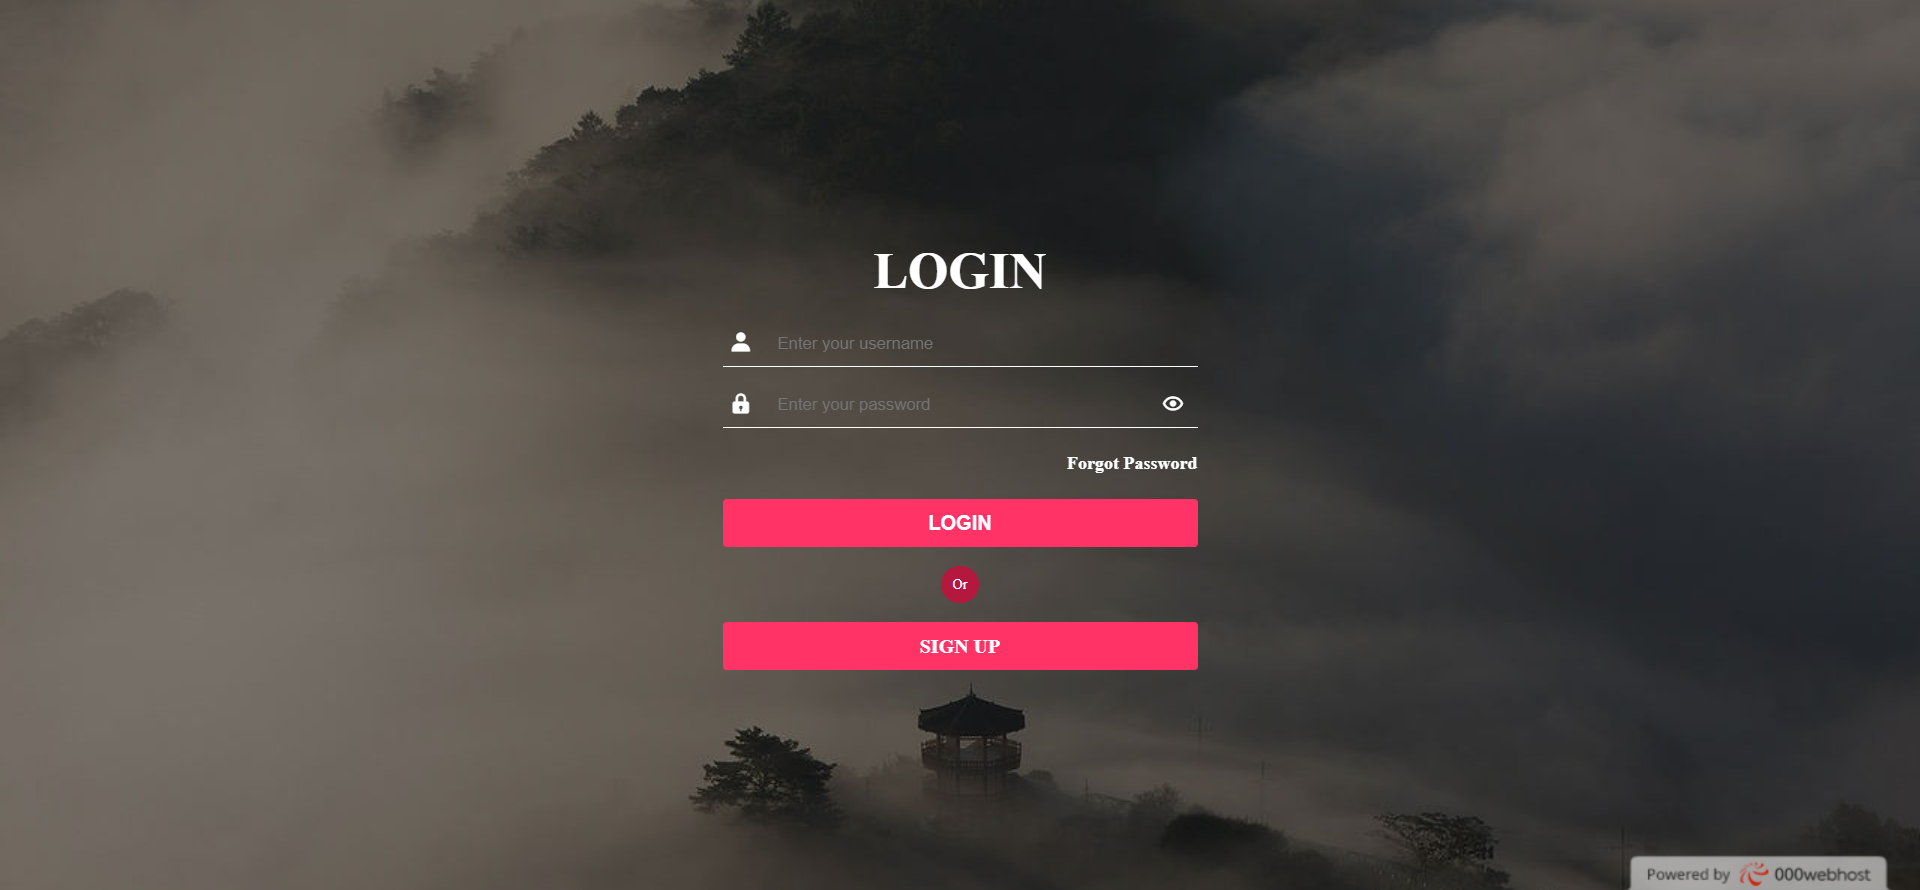 LOGIN
Enter your username
Enter your password
Forgot Password
LOGIN
Or
SIGN UP
Powered by 000webhost